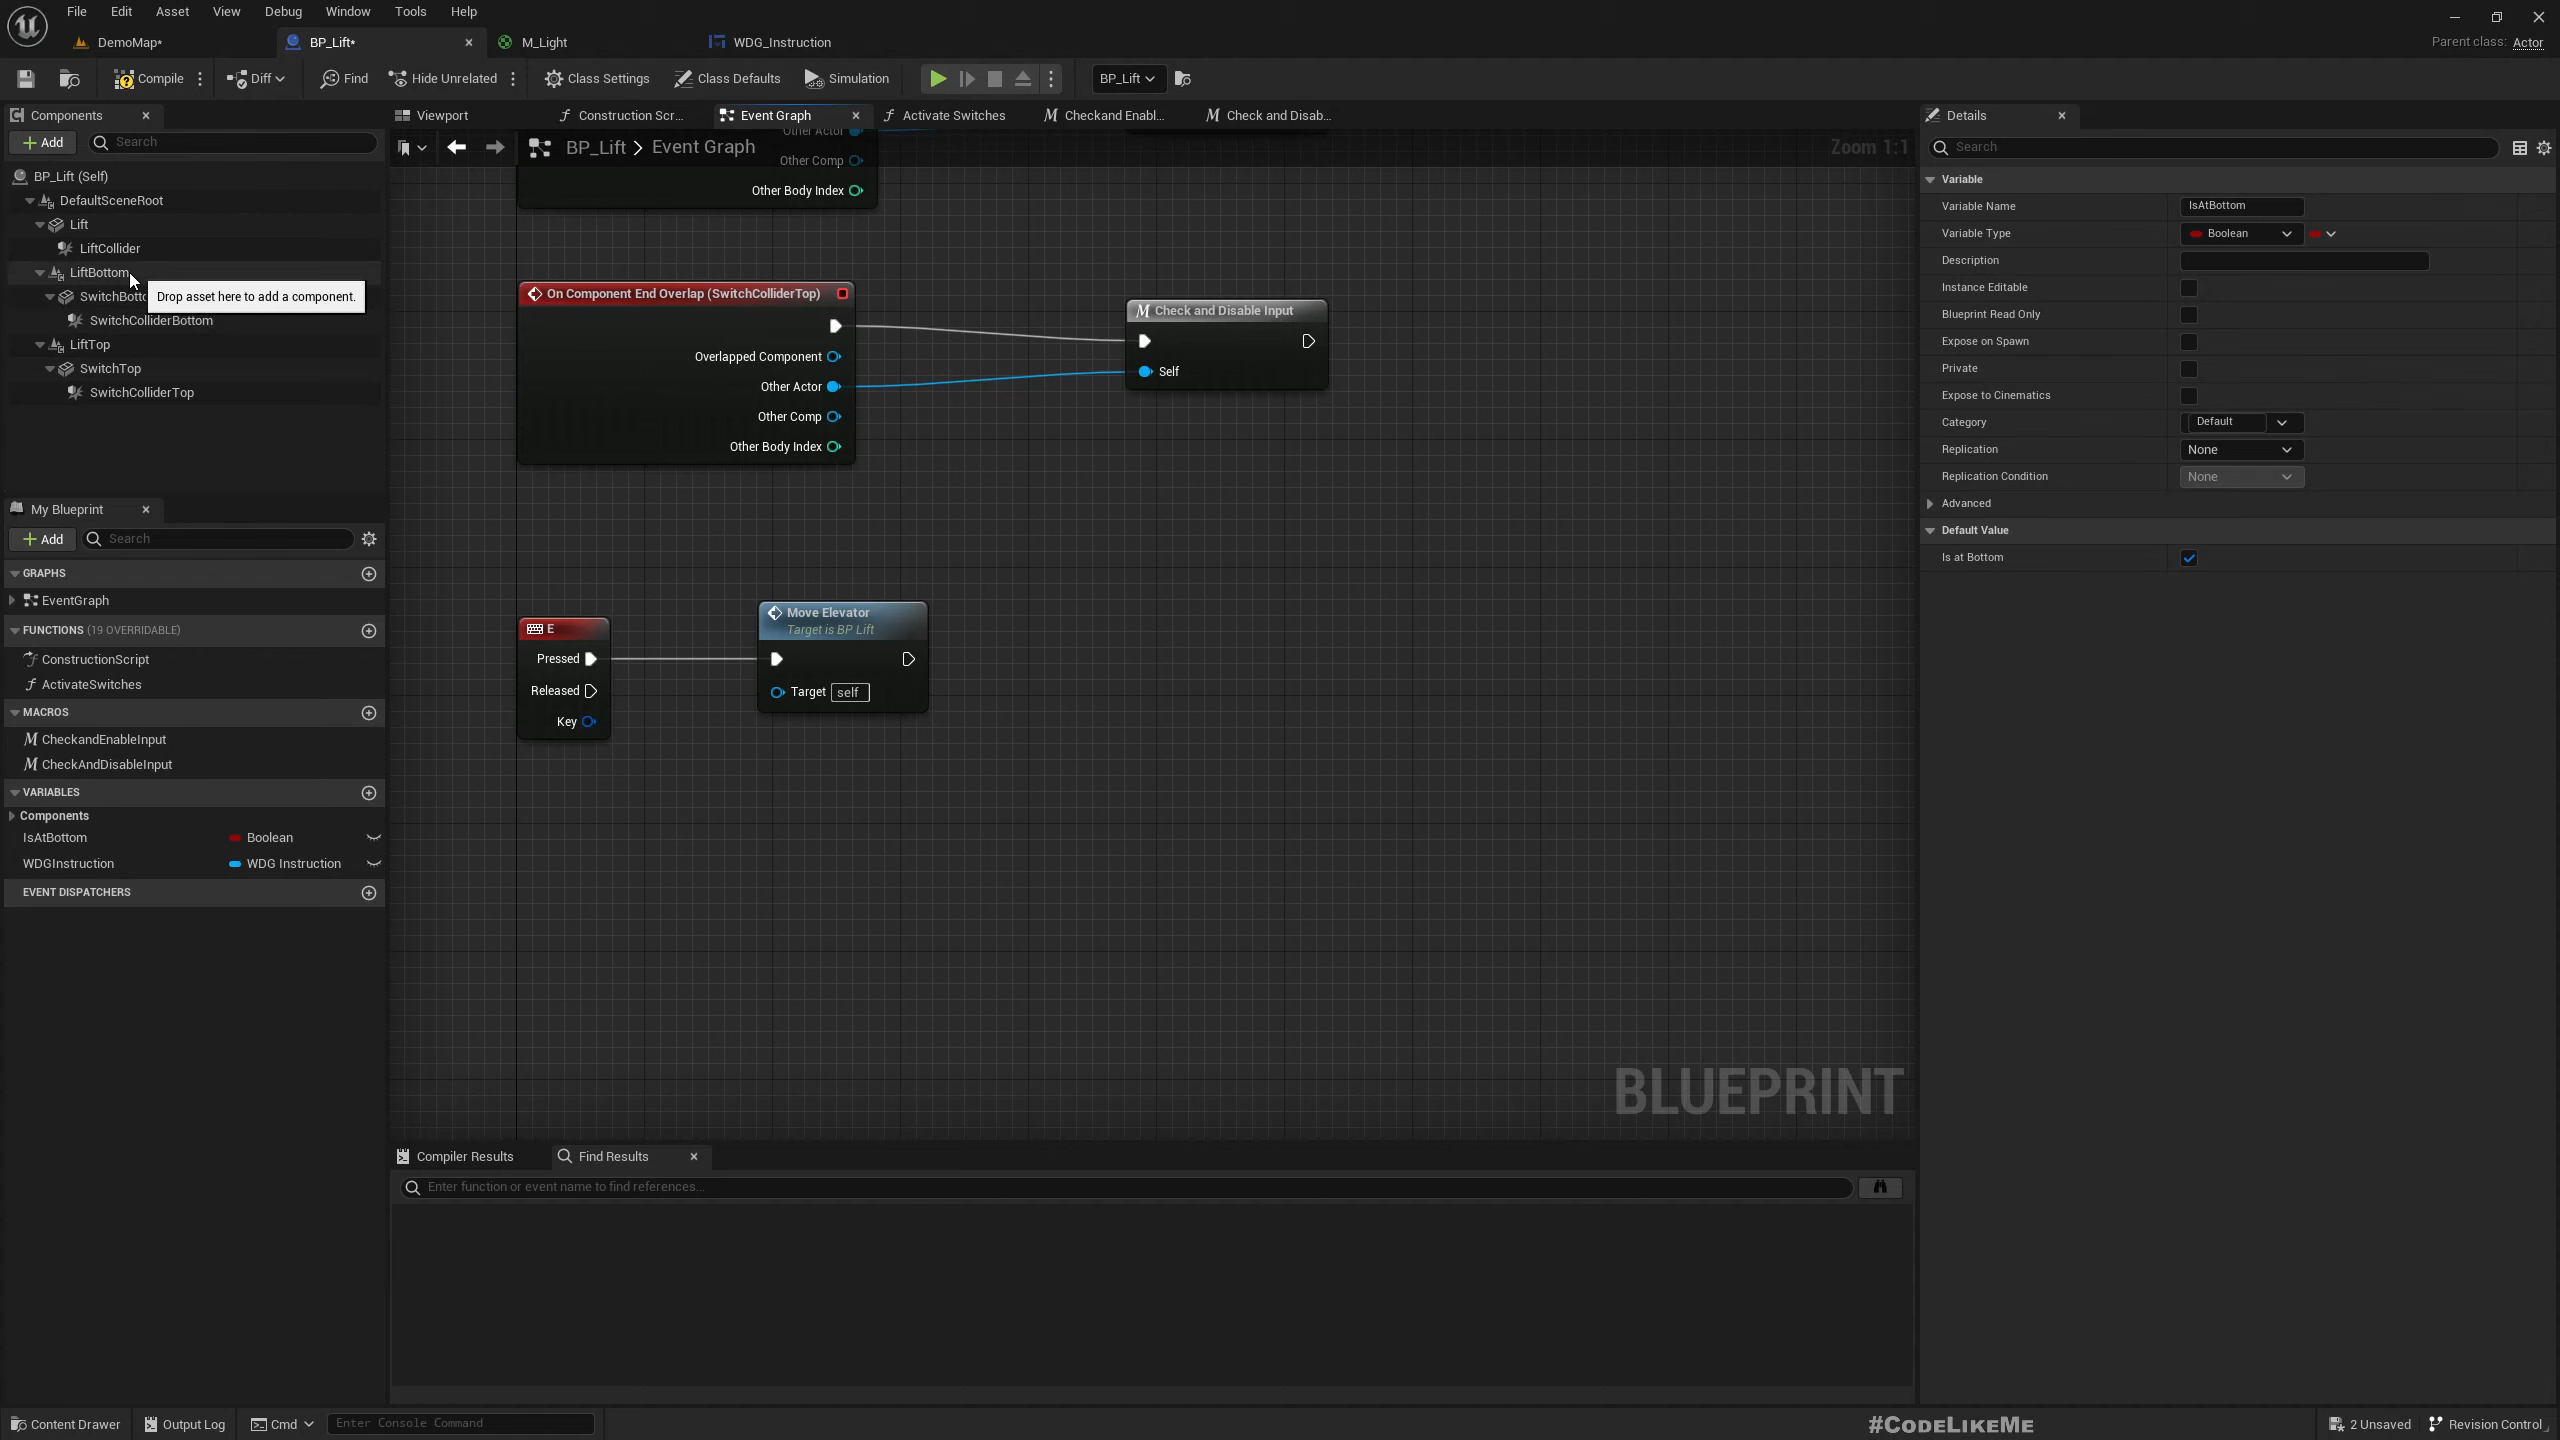 File Edit Asset View Debug Window Tools Help
DemoMap* BP_Lift* M_Light WDG_Instruction Parent class: Actor
Compile Diff Find Hide Unrelated Class Settings Class Defaults Simulation BP_Lift
Components
Add Search
BP_Lift (Self)
DefaultSceneRoot
Lift
LiftCollider
LiftBottom
SwitchBott
Drop asset here to add a component.
SwitchColliderBottom
LiftTop
SwitchTop
SwitchColliderTop
My Blueprint
Add Search
GRAPHS
EventGraph
FUNCTIONS (19 OVERRIDABLE)
ConstructionScript
ActivateSwitches
MACROS
CheckandEnableInput
CheckAndDisableInput
VARIABLES
Components
IsAtBottom Boolean
WDGInstruction WDG Instruction
EVENT DISPATCHERS
Viewport Construction Scr... Event Graph Activate Switches Checkand Enabl... Check and Disab...
BP_Lift > Event Graph Zoom 1:1
Other Actor
Other Comp
Other Body Index
On Component End Overlap (SwitchColliderTop)
Overlapped Component
Other Actor
Other Comp
Other Body Index
Check and Disable Input
Self
E
Pressed
Released
Key
Move Elevator
Target is BP Lift
Target self
BLUEPRINT
Compiler Results Find Results
Enter function or event name to find references...
Details
Search
Variable
Variable Name IsAtBottom
Variable Type Boolean
Description
Instance Editable
Blueprint Read Only
Expose on Spawn
Private
Expose to Cinematics
Category Default
Replication None
Replication Condition None
Advanced
Default Value
Is at Bottom
Content Drawer Output Log Cmd Enter Console Command #CodeLikeMe 2 Unsaved Revision Control